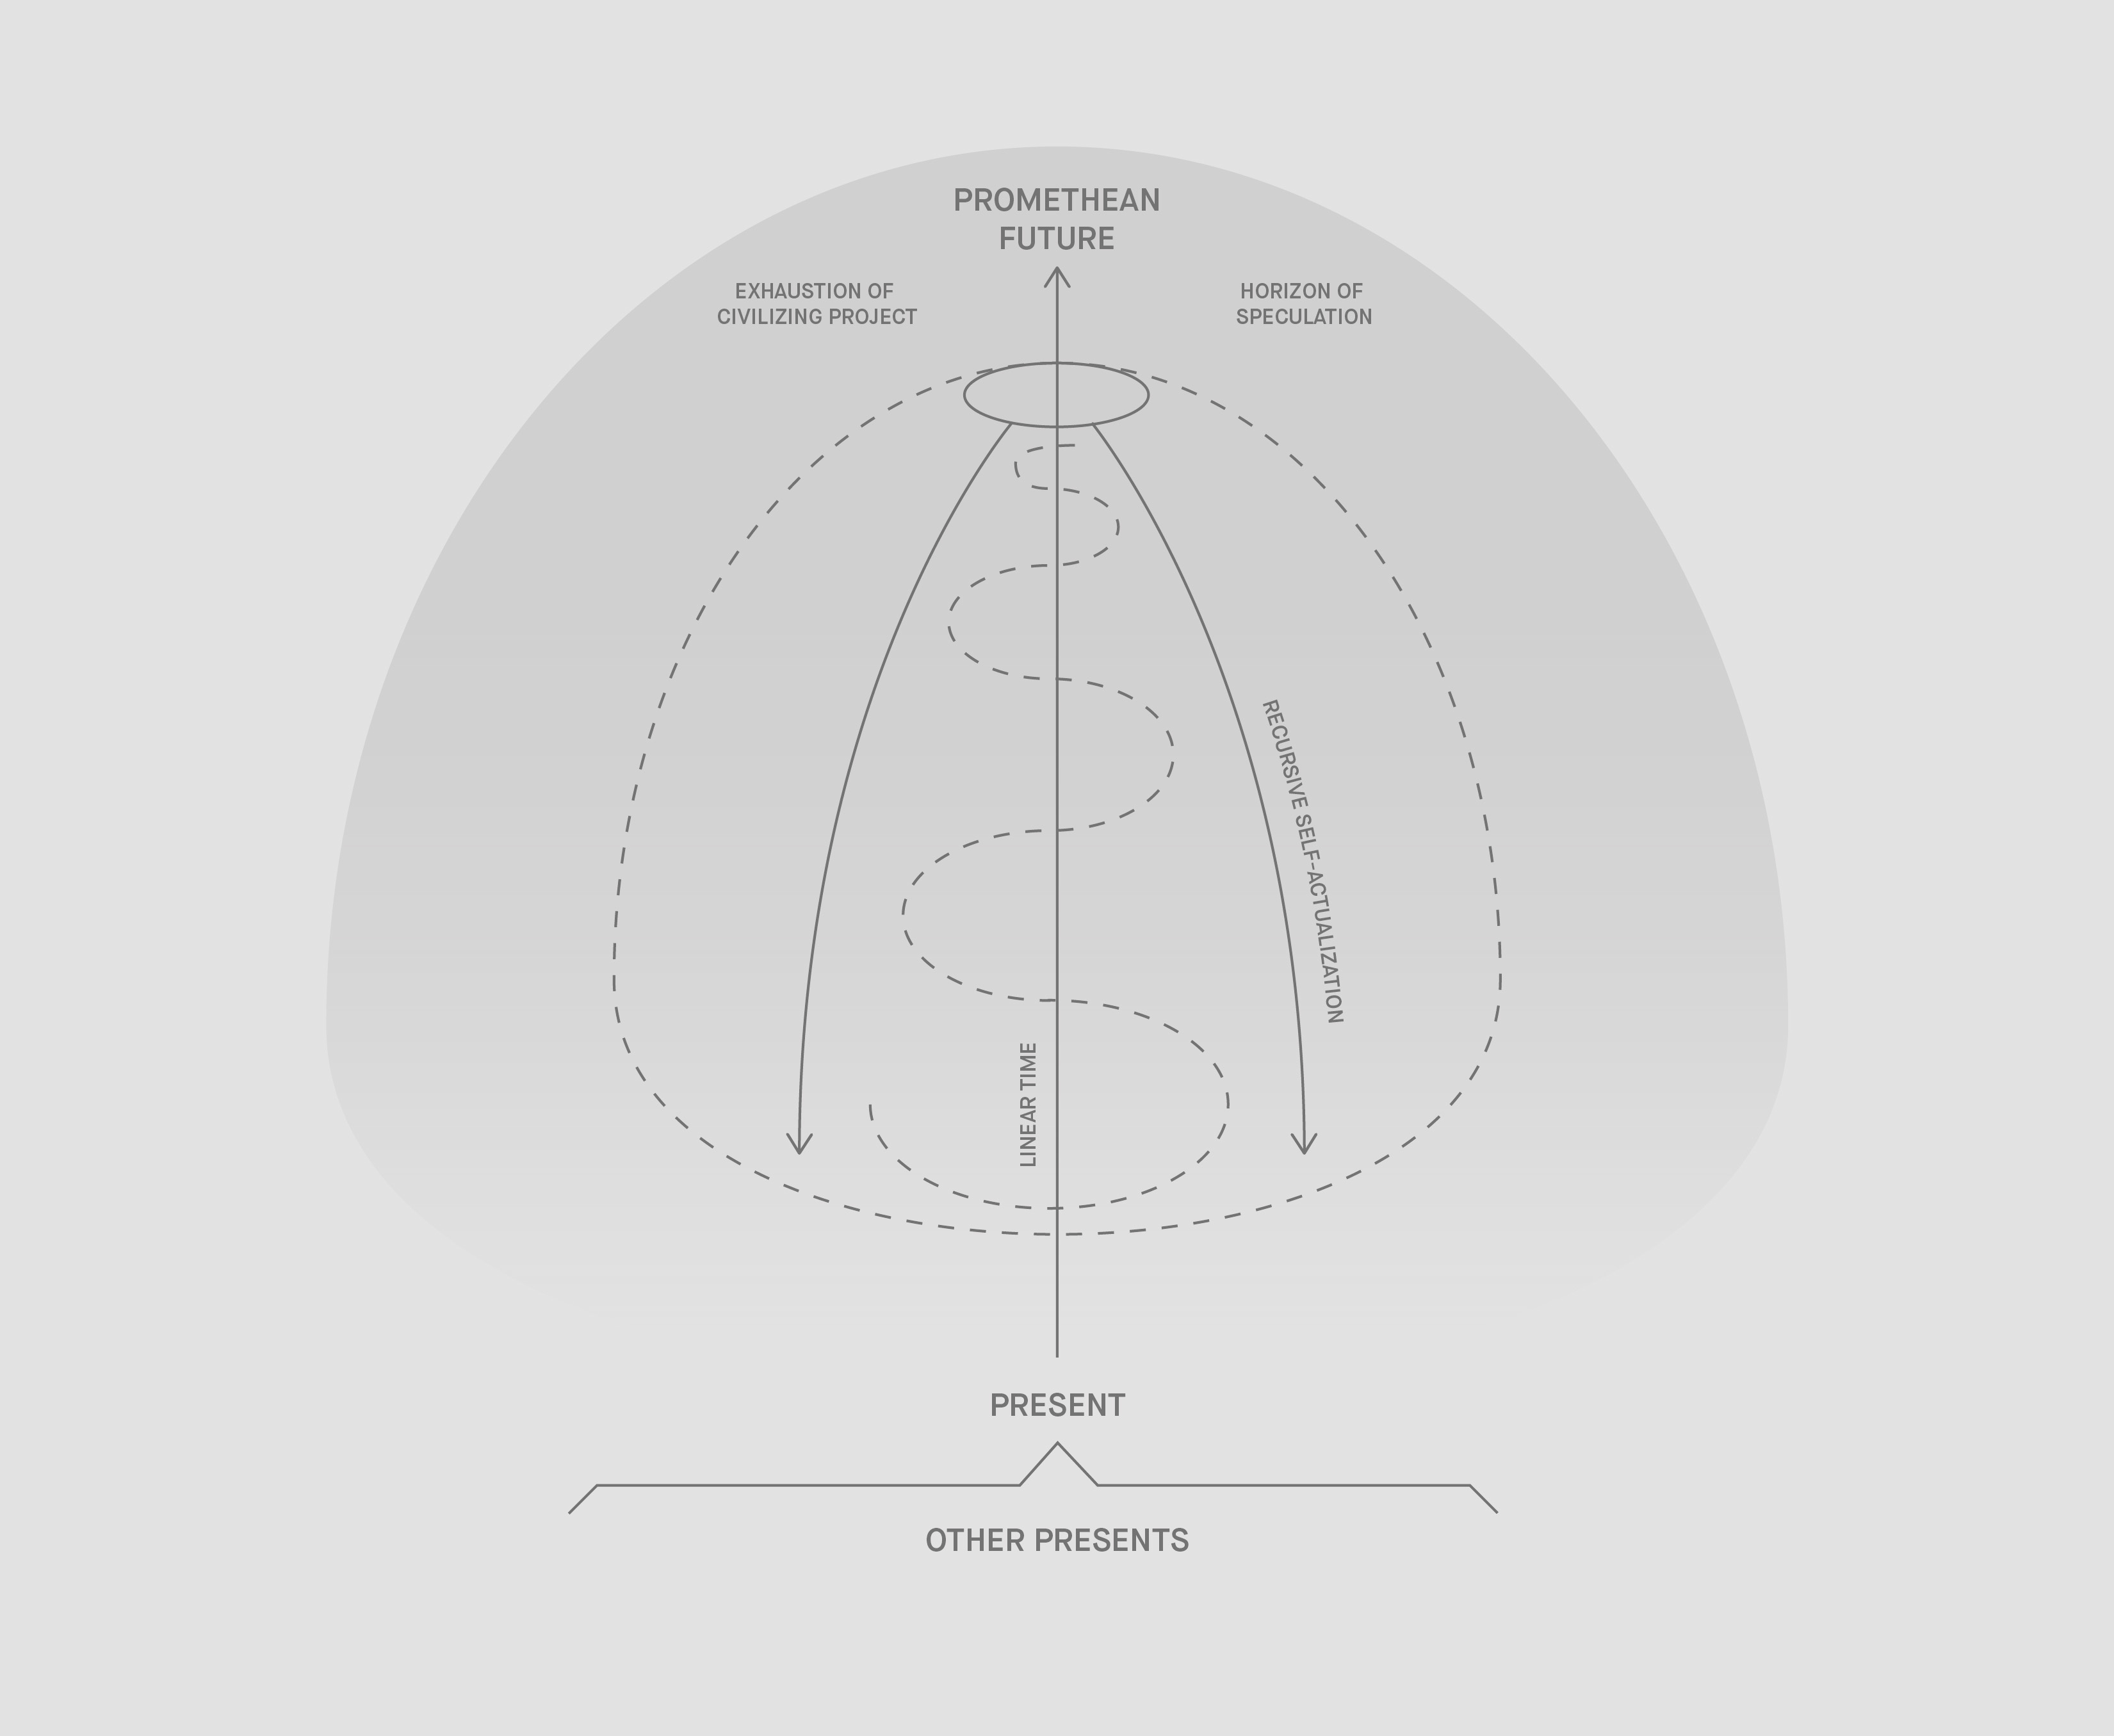 PROMETHEAN
FUTURE
EXHAUSTION OF
CIVILIZING PROJECT
HORIZON OF
SPECULATION
RECURSIVE SELF-ACTUALIZATION
LINEAR TIME
PRESENT
OTHER PRESENTS